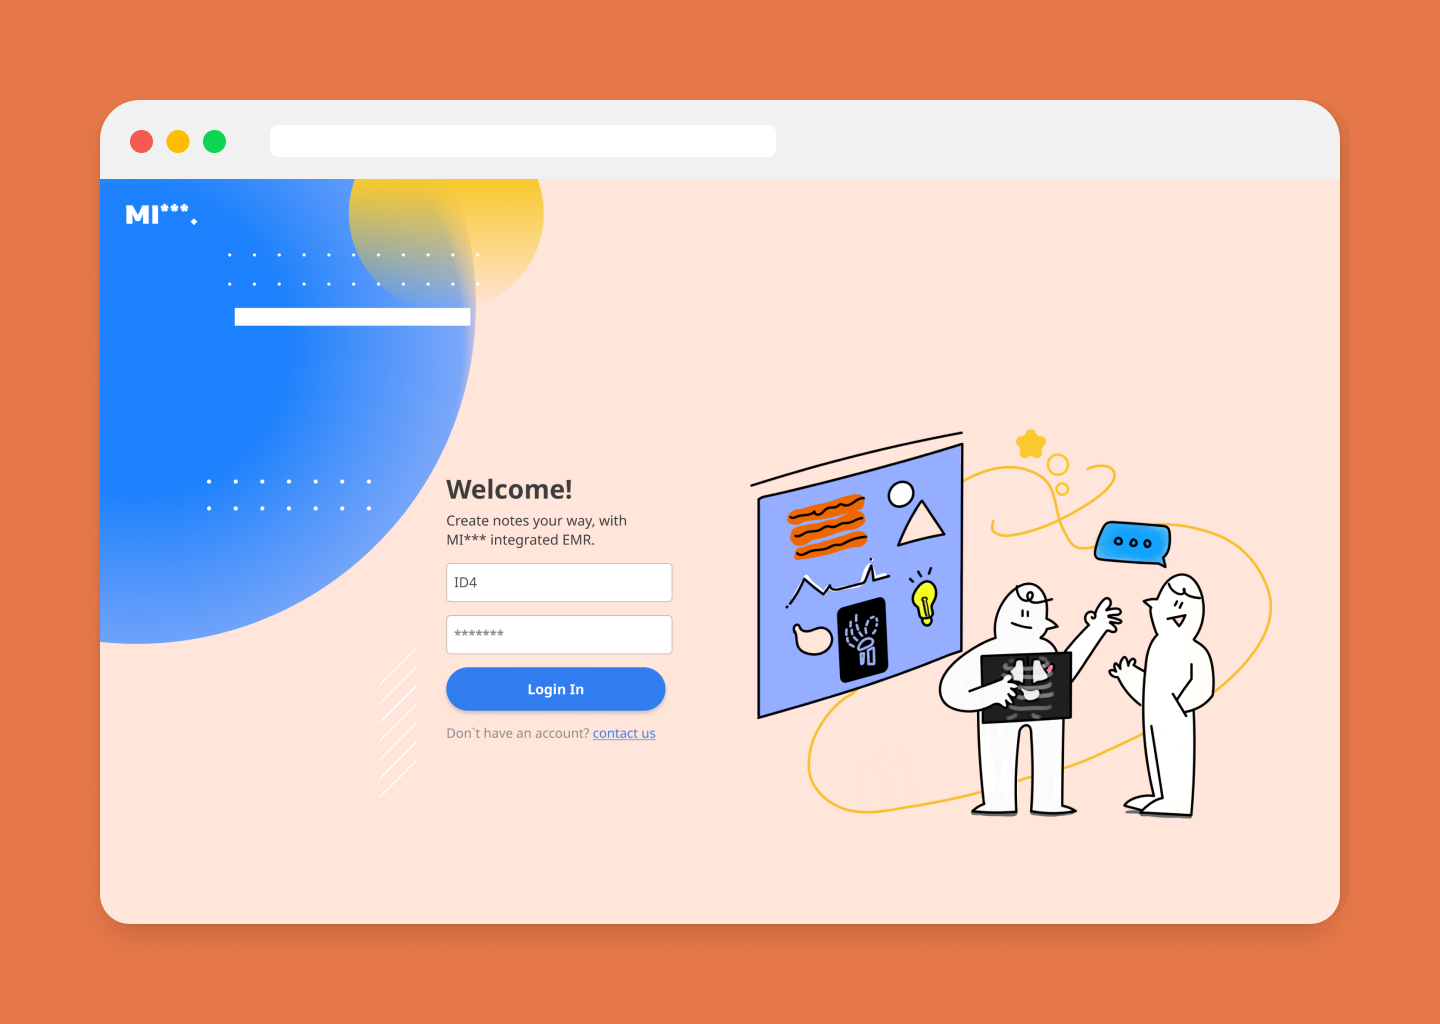 MI***.
Welcome!
Create notes your way, with
MI*** integrated EMR.
ID4
*******
Login In
Don`t have an account? contact us